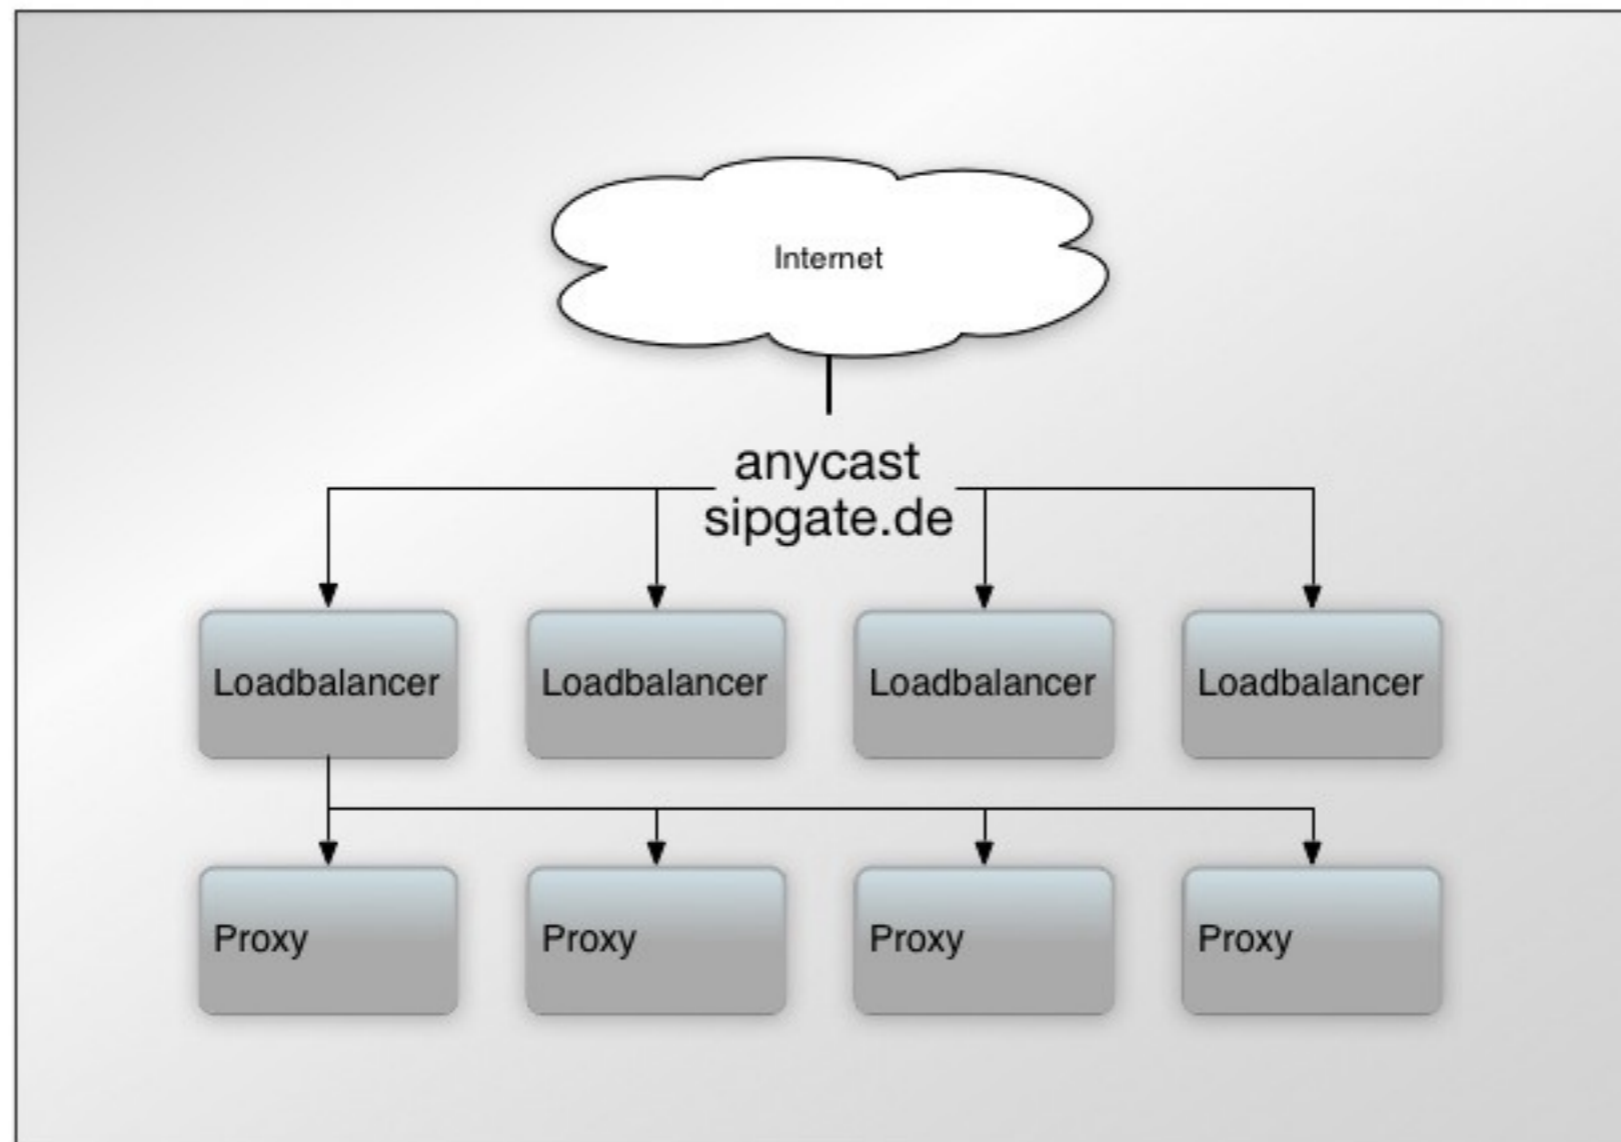 Internet
anycast
sipgate.de
Loadbalancer
Loadbalancer
Loadbalancer
Loadbalancer
Proxy
Proxy
Proxy
Proxy